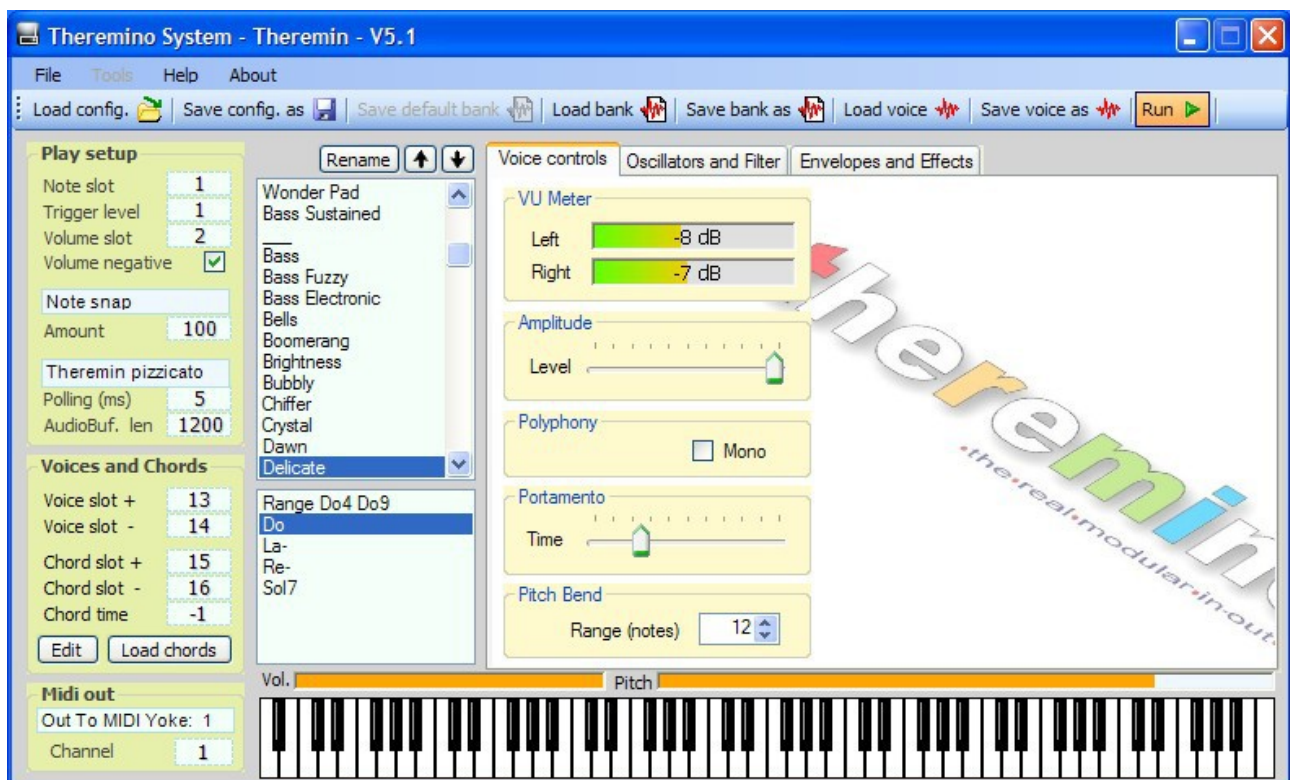 Theremino System - Theremin - V5.1
File Tools Help About
Load config. Save config. as Save default bank Load bank Save bank as Load voice Save voice as Run
Play setup
Note slot 1
Trigger level 1
Volume slot 2
Volume negative
Note snap
Amount 100
Theremin pizzicato
Polling (ms) 5
AudioBuf. len 1200
Voices and Chords
Voice slot + 13
Voice slot - 14
Chord slot + 15
Chord slot - 16
Chord time -1
Edit Load chords
Midi out
Out To MIDI Yoke: 1
Channel 1
Rename
Wonder Pad
Bass Sustained
___
Bass
Bass Fuzzy
Bass Electronic
Bells
Boomerang
Brightness
Bubbly
Chiffer
Crystal
Dawn
Delicate
Range Do4 Do9
Do
La-
Re-
Sol7
Voice controls Oscillators and Filter Envelopes and Effects
VU Meter
Left -8 dB
Right -7 dB
Amplitude
Level
Polyphony
Mono
Portamento
Time
Pitch Bend
Range (notes) 12
theremin
•the•real•modular•in•out
Vol. Pitch